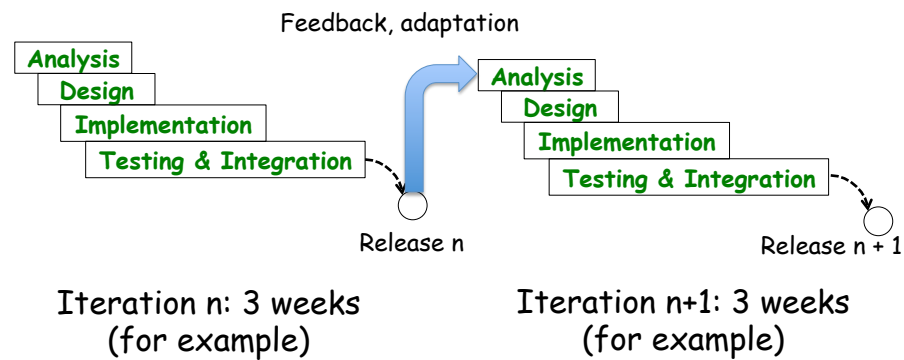 Feedback, adaptation
Analysis
Design
Implementation
Testing & Integration
Release n
Analysis
Design
Implementation
Testing & Integration
Release n + 1
Iteration n: 3 weeks
(for example)
Iteration n+1: 3 weeks
(for example)